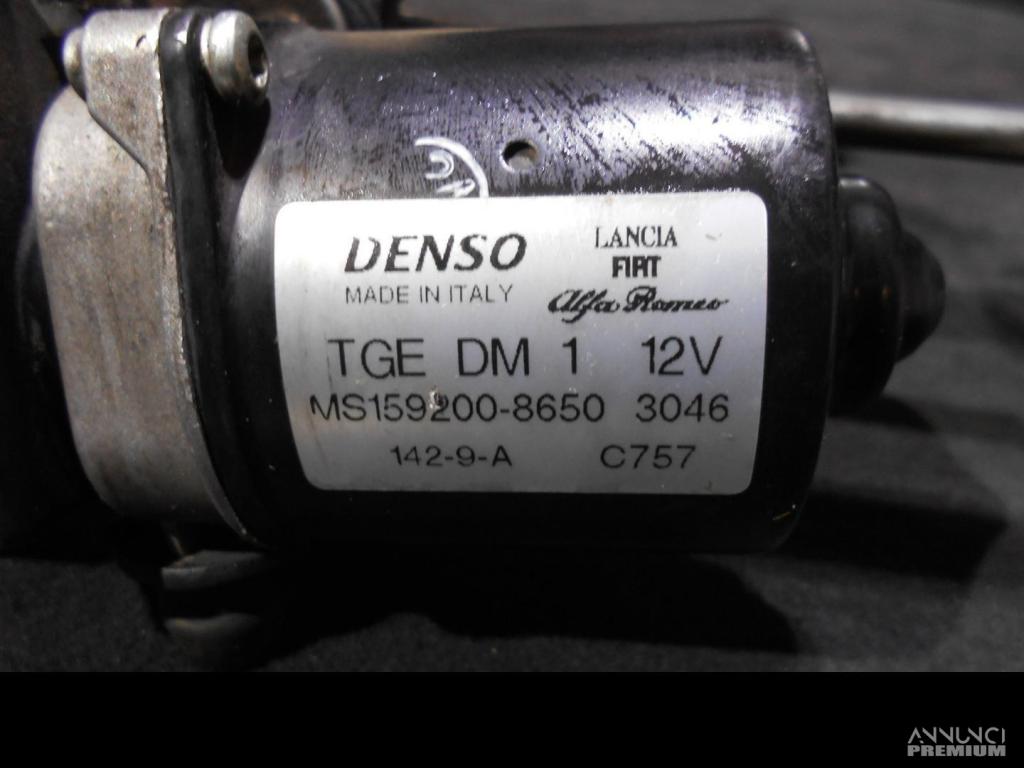 DENSO
MADE IN ITALY
LANCIA
FIAT
Alfa Romeo
TGE DM 1 12V
MS159200-8650 3046
142-9-A C757
ANNUNCI
PREMIUM